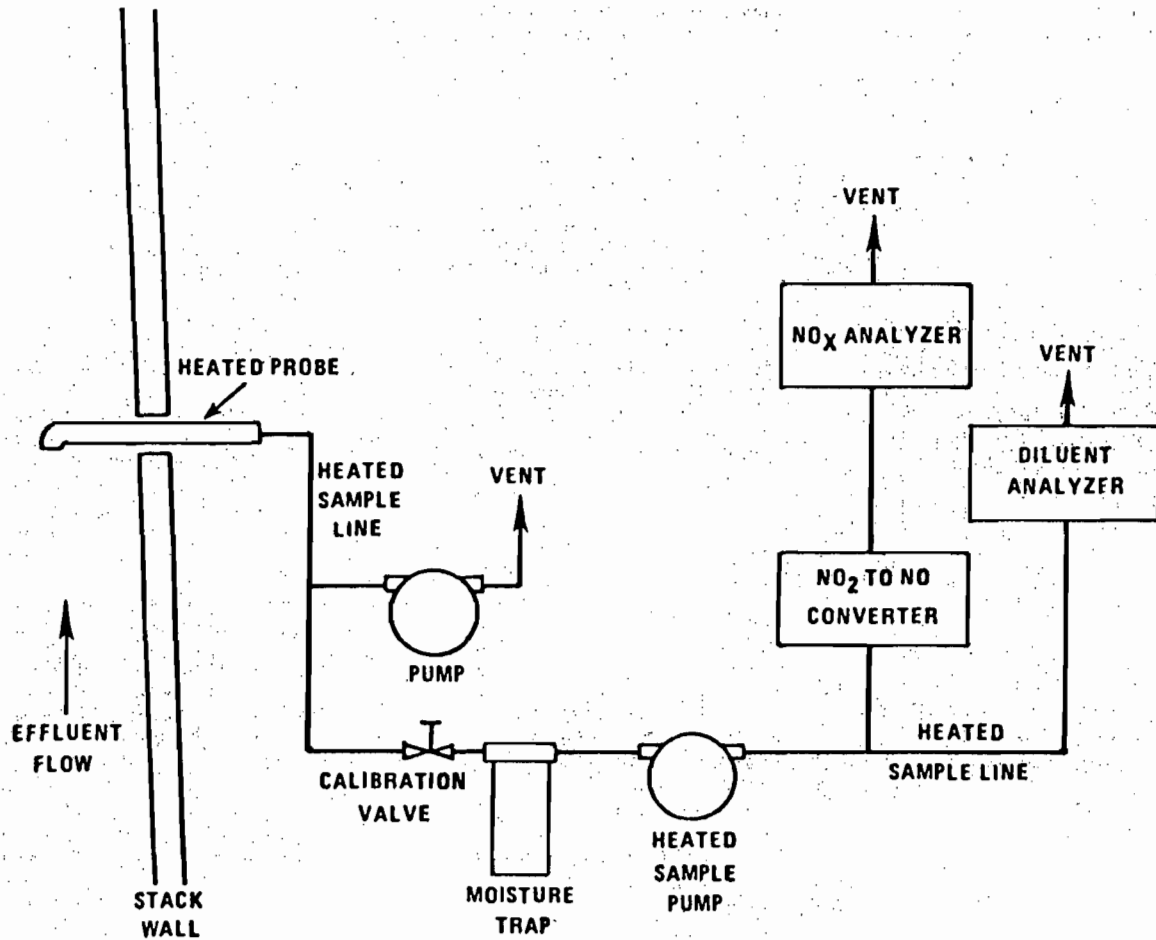 VENT
NOX ANALYZER
VENT
HEATED PROBE
DILUENT
ANALYZER
HEATED
SAMPLE
LINE
VENT
NO2 TO NO
CONVERTER
PUMP
EFFLUENT
FLOW
CALIBRATION
VALVE
HEATED
SAMPLE LINE
HEATED
SAMPLE
PUMP
MOISTURE
TRAP
STACK
WALL